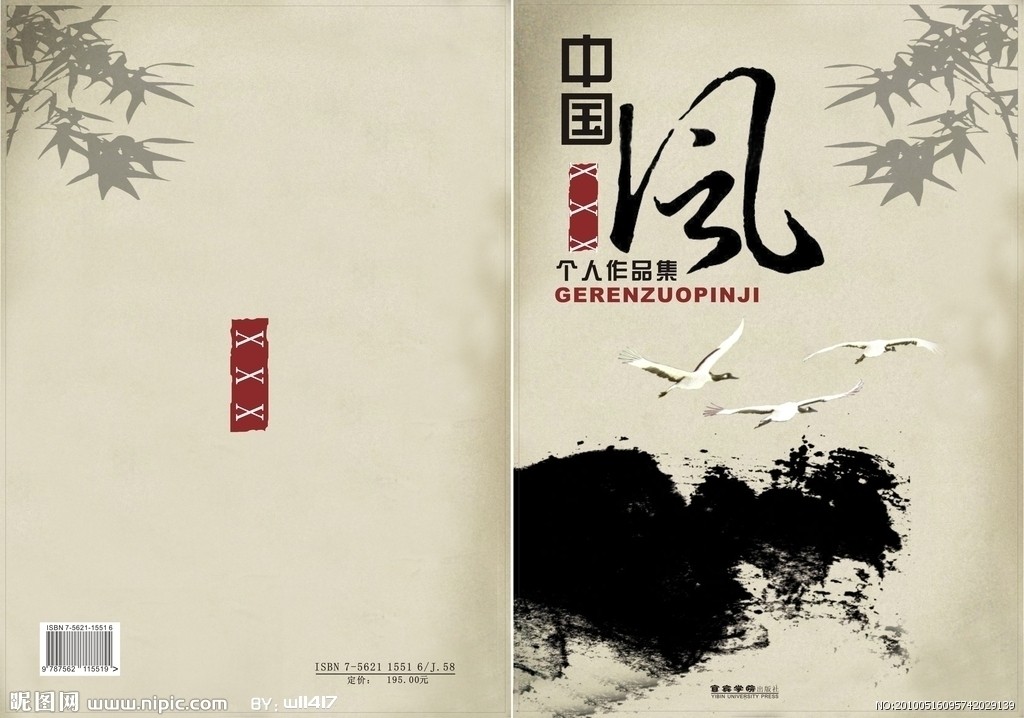 中国风
XXX
个人作品集
GERENZUOPINJI
宜宾学院出版社
YIBIN UNIVERSITY PRESS
XXX
ISBN 7-5621-1551 6
9 787562 115519 >
ISBN 7-5621 1551 6/J.58
定价： 195.00元
昵图网 www.nipic.com BY: wll417
NO:20100516095742029139